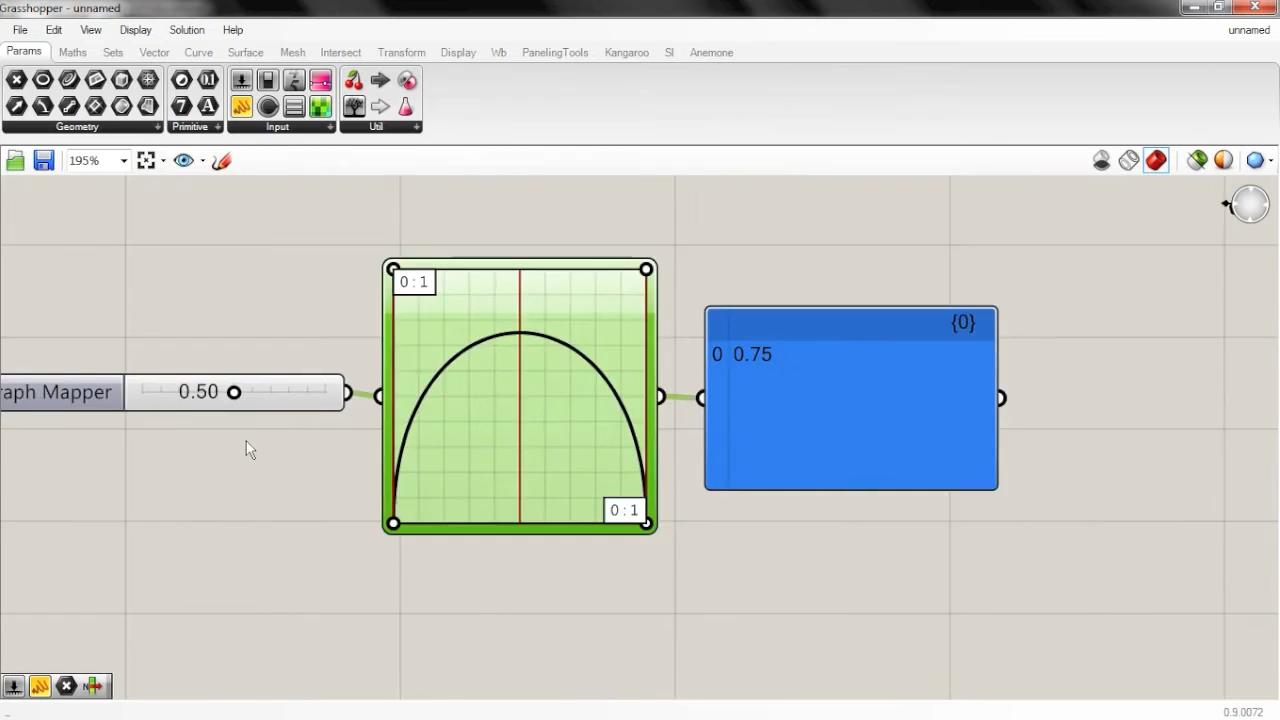 Grasshopper - unnamed
File Edit View Display Solution Help unnamed
Params Maths Sets Vector Curve Surface Mesh Intersect Transform Display Wb PanelingTools Kangaroo SI Anemone
Geometry Primitive Input Util
195%
0 : 1
{0}
0 0.75
raph Mapper 0.50
0 : 1
0.9.0072